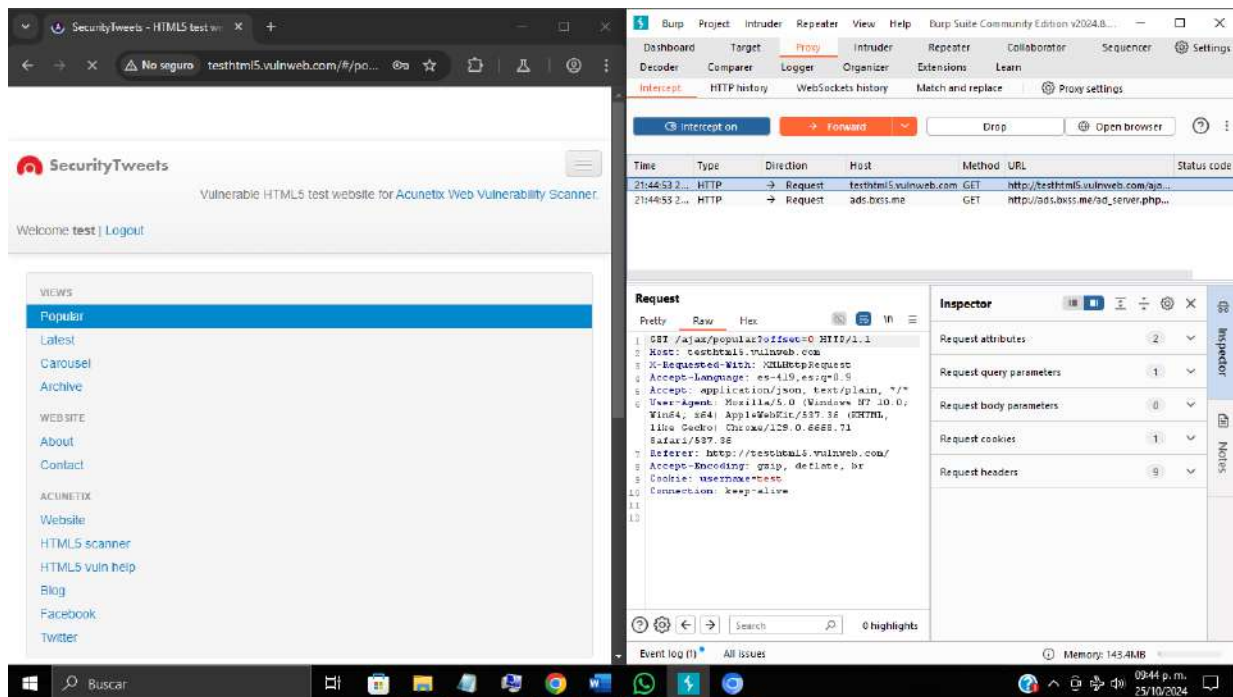 SecurityTweets - HTML5 test we
No seguro testhtml5.vulnweb.com/#/po...
SecurityTweets
Vulnerable HTML5 test website for Acunetix Web Vulnerability Scanner.
Welcome test | Logout
VIEWS
Popular
Latest
Carousel
Archive
WEBSITE
About
Contact
ACUNETIX
Website
HTML5 scanner
HTML5 vuln help
Blog
Facebook
Twitter
Burp Project Intruder Repeater View Help Burp Suite Community Edition v2024.8....
Dashboard Target Proxy Intruder Repeater Collaborator Sequencer Settings
Decoder Comparer Logger Organizer Extensions Learn
Intercept HTTP history WebSockets history Match and replace Proxy settings
Intercept on Forward Drop Open browser
Time Type Direction Host Method URL Status code
21:44:53 2... HTTP → Request testhtml5.vulnweb.com GET http://testhtml5.vulnweb.com/aja...
21:44:53 2... HTTP → Request ads.bxss.me GET http://ads.bxss.me/ad_server.php...
Request
Pretty Raw Hex \n
1 GET /ajax/popular?offset=0 HTTP/1.1
2 Host: testhtml5.vulnweb.com
3 X-Requested-With: XMLHttpRequest
4 Accept-Language: es-419,es;q=0.9
5 Accept: application/json, text/plain, */*
6 User-Agent: Mozilla/5.0 (Windows NT 10.0;
Win64; x64) AppleWebKit/537.36 (KHTML,
like Gecko) Chrome/129.0.6668.71
Safari/537.36
7 Referer: http://testhtml5.vulnweb.com/
8 Accept-Encoding: gzip, deflate, br
9 Cookie: username=test
10 Connection: keep-alive
11
12
Search 0 highlights
Inspector
Request attributes 2
Request query parameters 1
Request body parameters 0
Request cookies 1
Request headers 9
Inspector
Notes
Event log (1) All issues Memory: 143.4MB
Buscar
09:44 p. m.
25/10/2024